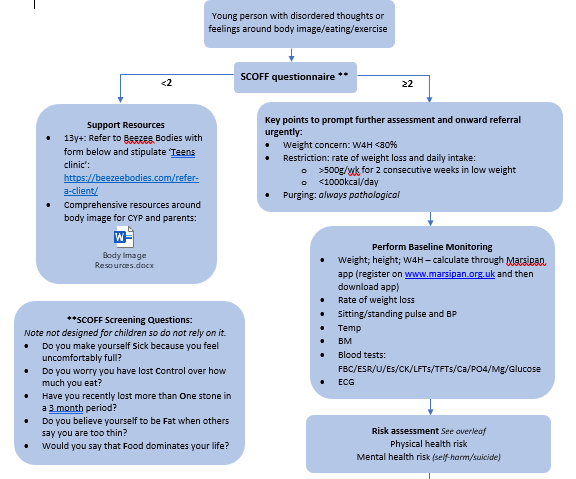 Young person with disordered thoughts or
feelings around body image/eating/exercise
SCOFF questionnaire **
<2
≥2
Support Resources
• 13y+: Refer to Beezee Bodies with
form below and stipulate ‘Teens
clinic’:
https://beezeebodies.com/refer-
a-client/
• Comprehensive resources around
body image for CYP and parents:
W
Body Image
Resources.docx
Key points to prompt further assessment and onward referral
urgently:
• Weight concern: W4H <80%
• Restriction: rate of weight loss and daily intake:
o >500g/wk for 2 consecutive weeks in low weight
o <1000kcal/day
• Purging: always pathological
Perform Baseline Monitoring
• Weight; height; W4H – calculate through Marsipan
app (register on www.marsipan.org.uk and then
download app)
• Rate of weight loss
• Sitting/standing pulse and BP
• Temp
• BM
• Blood tests:
FBC/ESR/U/Es/CK/LFTs/TFTs/Ca/PO4/Mg/Glucose
• ECG
**SCOFF Screening Questions:
Note not designed for children so do not rely on it.
• Do you make yourself Sick because you feel
uncomfortably full?
• Do you worry you have lost Control over how
much you eat?
• Have you recently lost more than One stone in
a 3 month period?
• Do you believe yourself to be Fat when others
say you are too thin?
• Would you say that Food dominates your life?
Risk assessment See overleaf
Physical health risk
Mental health risk (self-harm/suicide)